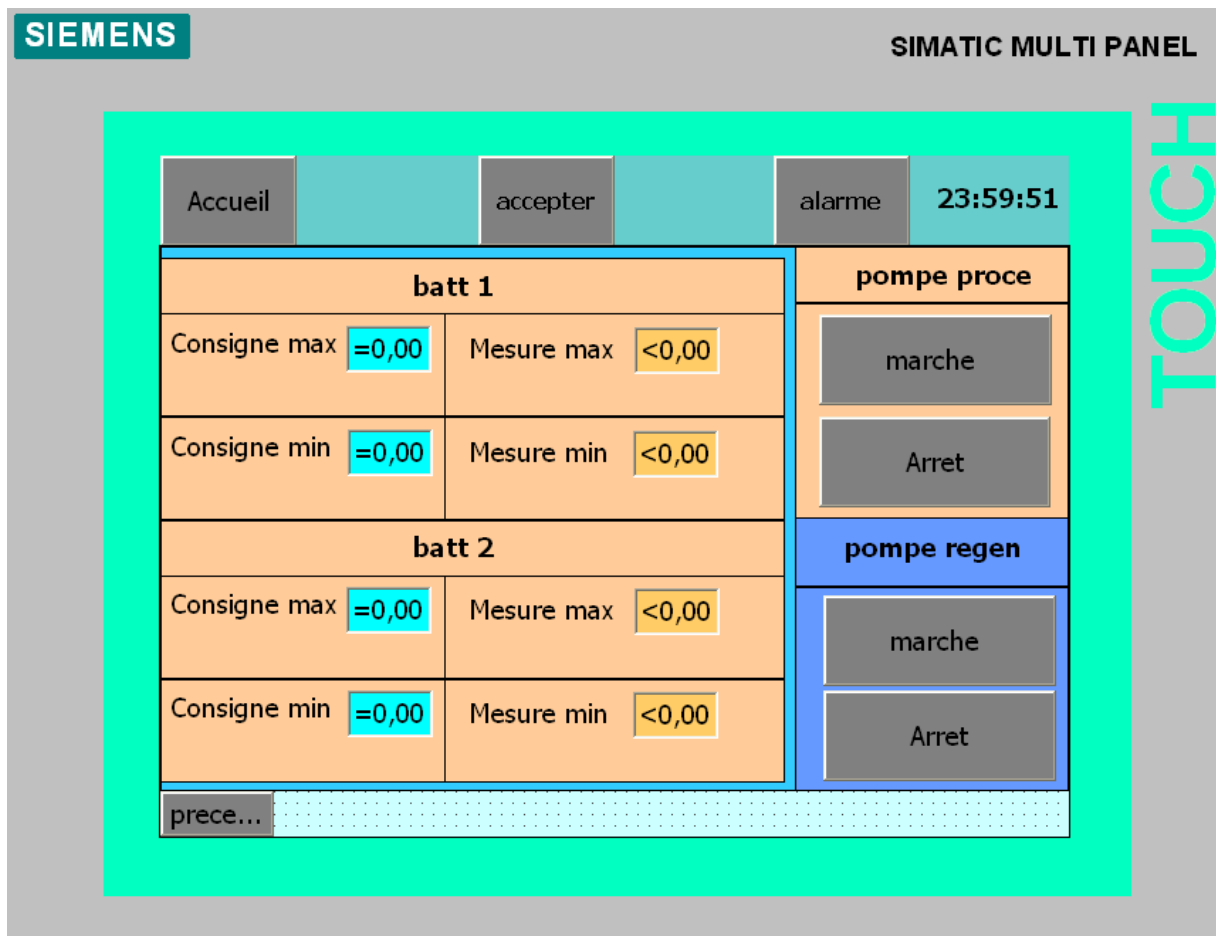 SIEMENS
SIMATIC MULTI PANEL
TOUCH
Accueil
accepter
alarme
23:59:51
batt 1
Consigne max =0,00
Mesure max <0,00
Consigne min =0,00
Mesure min <0,00
batt 2
Consigne max =0,00
Mesure max <0,00
Consigne min =0,00
Mesure min <0,00
pompe proce
marche
Arret
pompe regen
marche
Arret
prece...